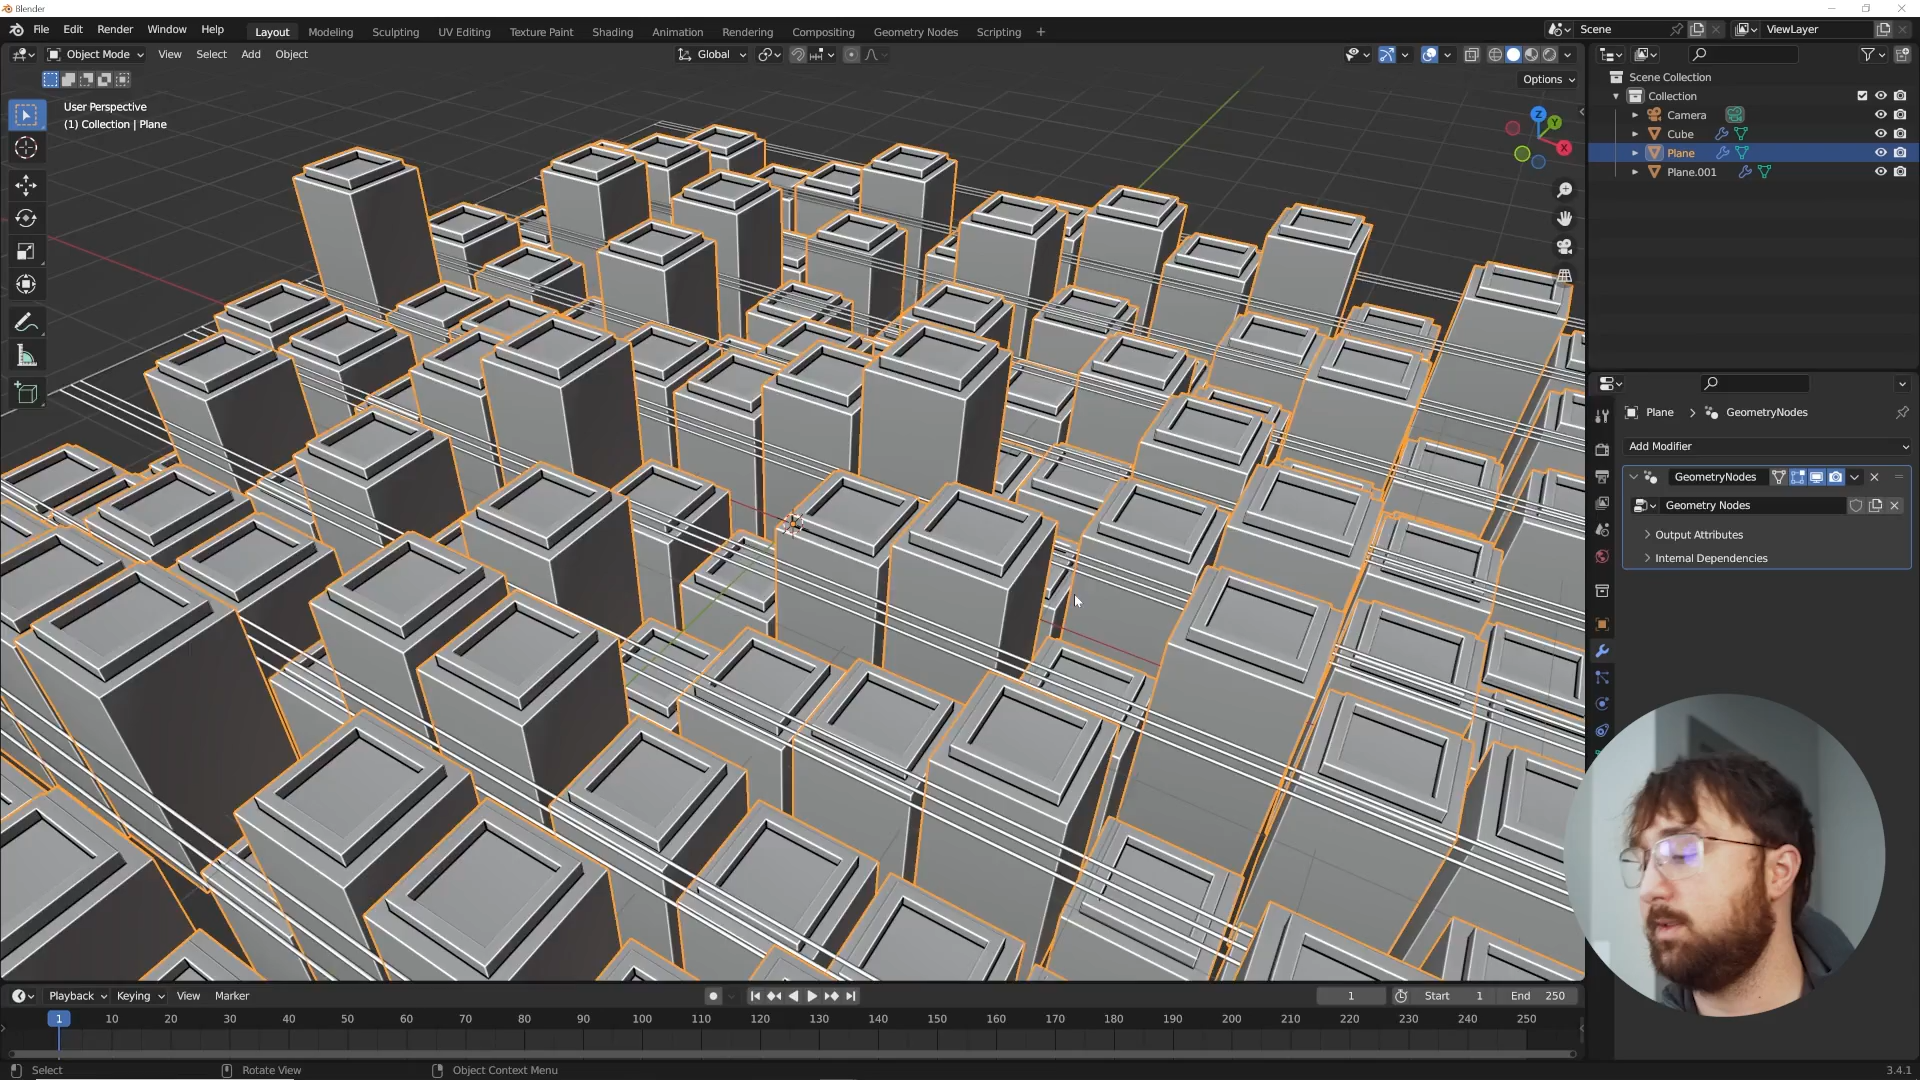 Blender
File Edit Render Window Help Layout Modeling Sculpting UV Editing Texture Paint Shading Animation Rendering Compositing Geometry Nodes Scripting + Scene ViewLayer
Object Mode View Select Add Object Global
Options
User Perspective
(1) Collection | Plane
Z
Y
X
Scene Collection
Collection
Camera
Cube
Plane
Plane.001
Plane > GeometryNodes
Add Modifier
GeometryNodes
Geometry Nodes
Output Attributes
Internal Dependencies
Playback Keying View Marker 1 Start 1 End 250
1 10 20 30 40 50 60 70 80 90 100 110 120 130 140 150 160 170 180 190 200 210 220 230 240 250
Select Rotate View Object Context Menu 3.4.1